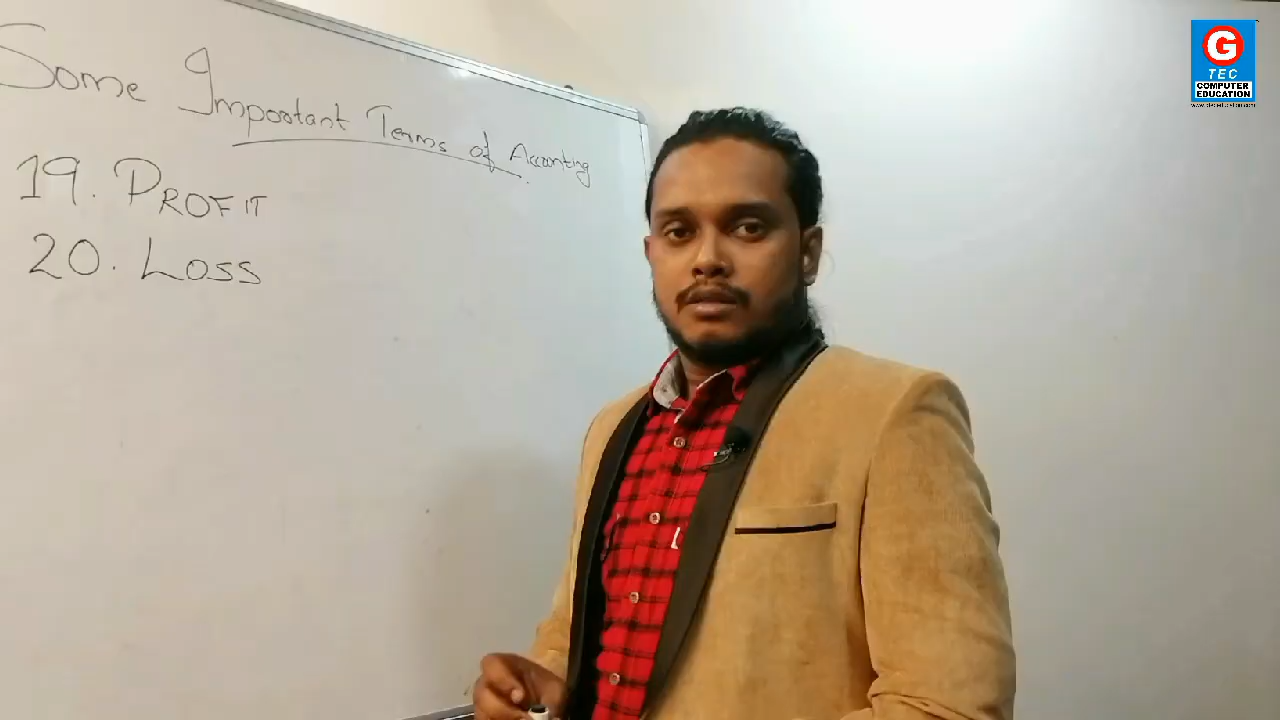 Some Important Terms of Accounting
19. PROFIT
20. LOSS
G
TEC
COMPUTER
EDUCATION